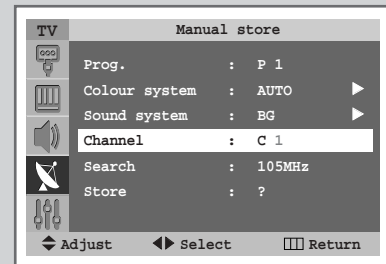 TV Manual store
Prog. : P 1
Colour system : AUTO
Sound system : BG
Channel : C 1
Search : 105MHz
Store : ?
Adjust Select Return